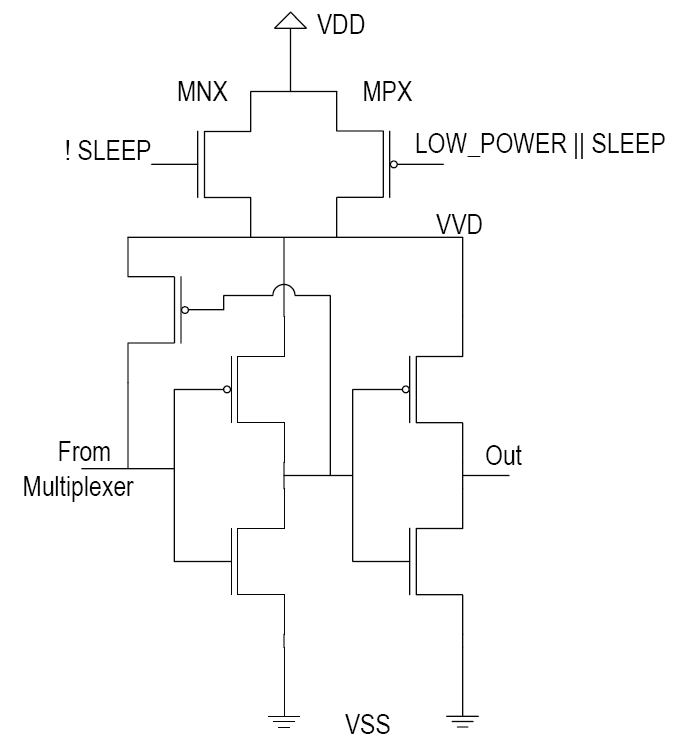 VDD
MNX
MPX
! SLEEP
LOW_POWER || SLEEP
VVD
From
Multiplexer
Out
VSS